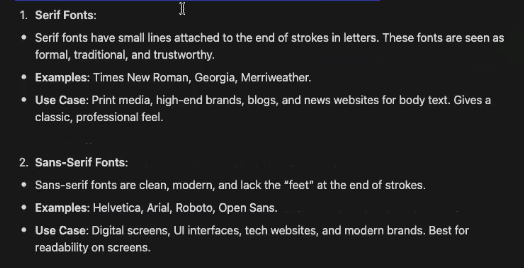 1. Serif Fonts:
• Serif fonts have small lines attached to the end of strokes in letters. These fonts are seen as
formal, traditional, and trustworthy.
• Examples: Times New Roman, Georgia, Merriweather.
• Use Case: Print media, high-end brands, blogs, and news websites for body text. Gives a
classic, professional feel.
2. Sans-Serif Fonts:
• Sans-serif fonts are clean, modern, and lack the “feet” at the end of strokes.
• Examples: Helvetica, Arial, Roboto, Open Sans.
• Use Case: Digital screens, UI interfaces, tech websites, and modern brands. Best for
readability on screens.